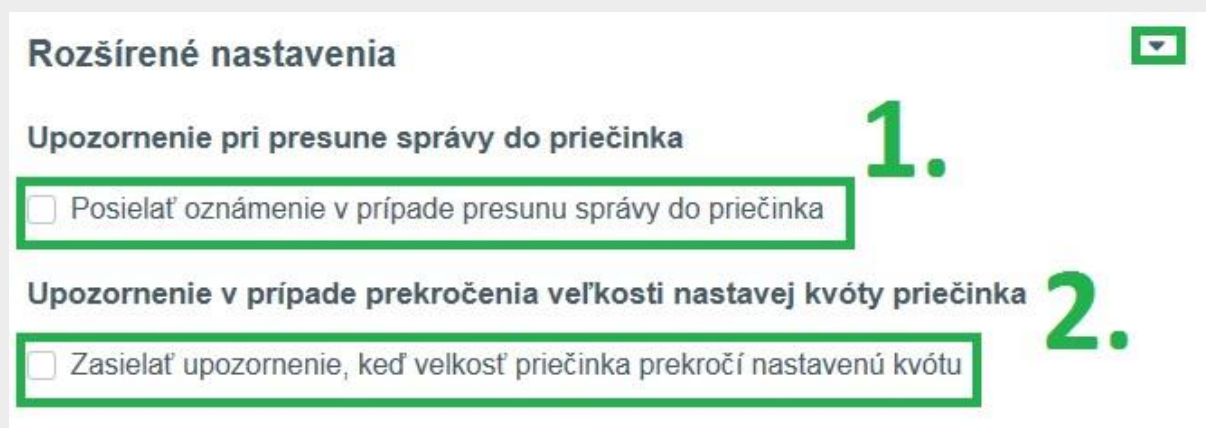 Rozšírené nastavenia
Upozornenie pri presune správy do priečinka
1.
Posielať oznámenie v prípade presunu správy do priečinka
Upozornenie v prípade prekročenia veľkosti nastavej kvóty priečinka
2.
Zasielať upozornenie, keď velkosť priečinka prekročí nastavenú kvótu